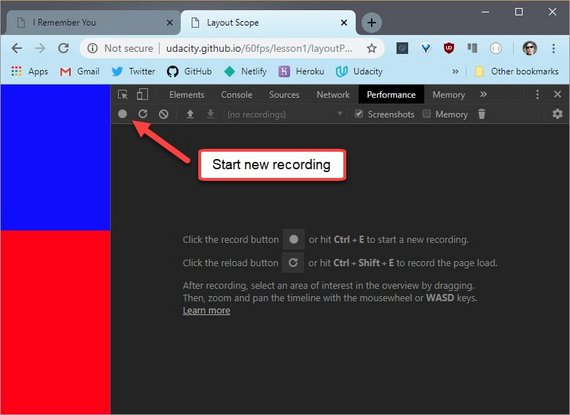 I Remember You
Layout Scope
Not secure | udacity.github.io/60fps/lesson1/layoutP...
Apps Gmail Twitter GitHub Netlify Heroku Udacity » Other bookmarks
Elements Console Sources Network Performance Memory »
(no recordings) Screenshots Memory
Start new recording
Click the record button or hit Ctrl + E to start a new recording.
Click the reload button or hit Ctrl + Shift + E to record the page load.
After recording, select an area of interest in the overview by dragging.
Then, zoom and pan the timeline with the mousewheel or WASD keys.
Learn more